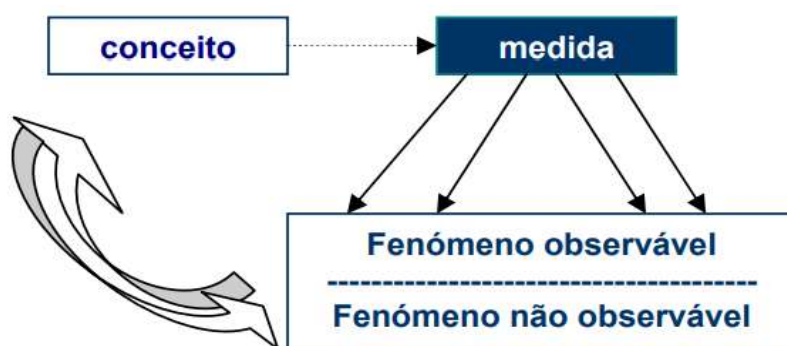 conceito
medida
Fenómeno observável
---------------------------------------
Fenómeno não observável